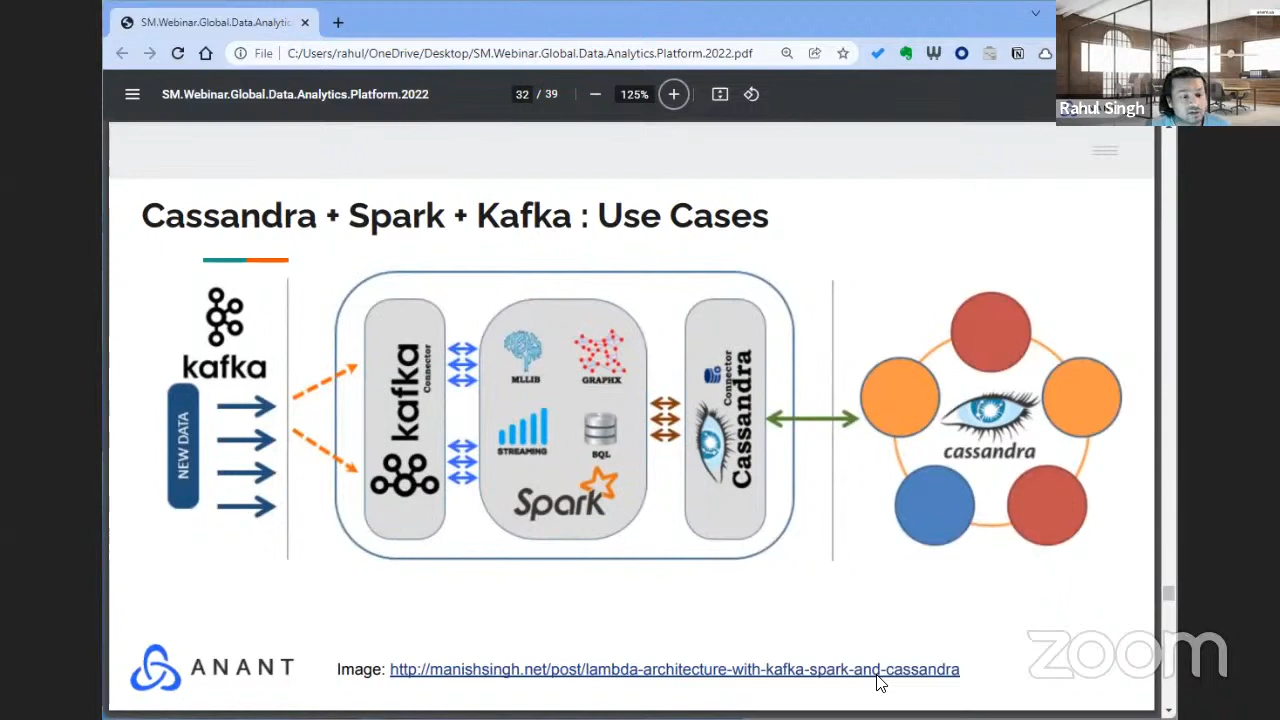 SM.Webinar.Global.Data.Analytic
File
C:/Users/rahul/OneDrive/Desktop/SM.Webinar.Global.Data.Analytics.Platform.2022.pdf
Rahul Singh
SM.Webinar.Global.Data.Analytics.Platform.2022
32 / 39
125%
Cassandra + Spark + Kafka : Use Cases
kafka
NEW DATA
kafka
Connector
MLLIB
GRAPHX
STREAMING
SQL
Spark
Connector
Cassandra
cassandra
ANANT
Image: http://manishsingh.net/post/lambda-architecture-with-kafka-spark-and-cassandra
zoom